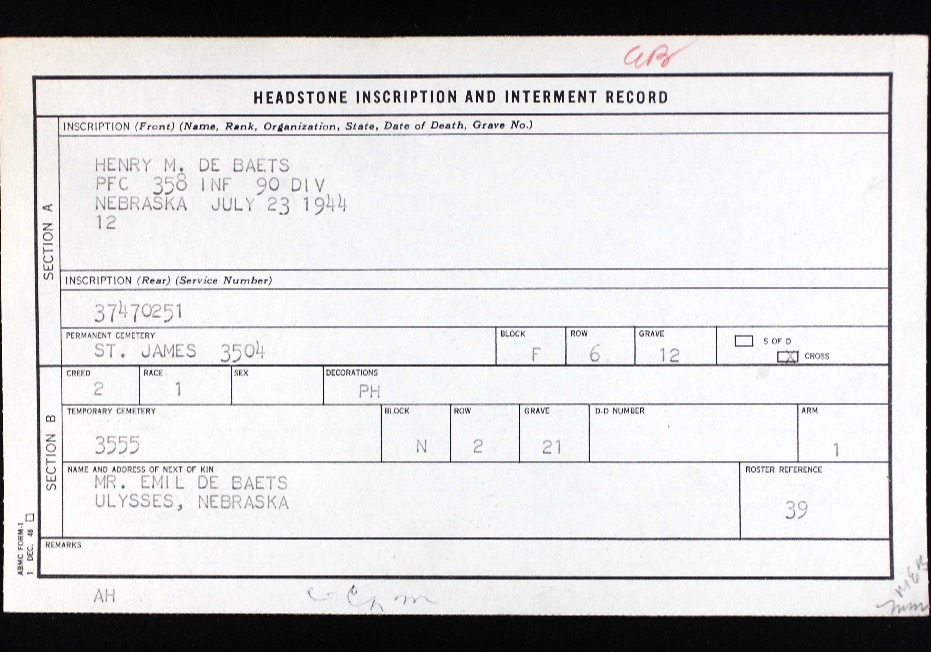 HEADSTONE INSCRIPTION AND INTERMENT RECORD
SECTION A
INSCRIPTION (Front) (Name, Rank, Organization, State, Date of Death, Grave No.)
HENRY M. DE BAETS
PFC 358 INF 90 DIV
NEBRASKA JULY 23 1944
12
INSCRIPTION (Rear) (Service Number)
37470251
PERMANENT CEMETERY BLOCK ROW GRAVE S OF D
ST. JAMES 3504 F 6 12 X CROSS
SECTION B
CREED RACE SEX DECORATIONS
2 1 PH
TEMPORARY CEMETERY BLOCK ROW GRAVE D-D NUMBER ARM
3555 N 2 21 1
NAME AND ADDRESS OF NEXT OF KIN ROSTER REFERENCE
MR. EMIL DE BAETS
ULYSSES, NEBRASKA 39
REMARKS
ABMC FORM-1
1 DEC. 48
AH